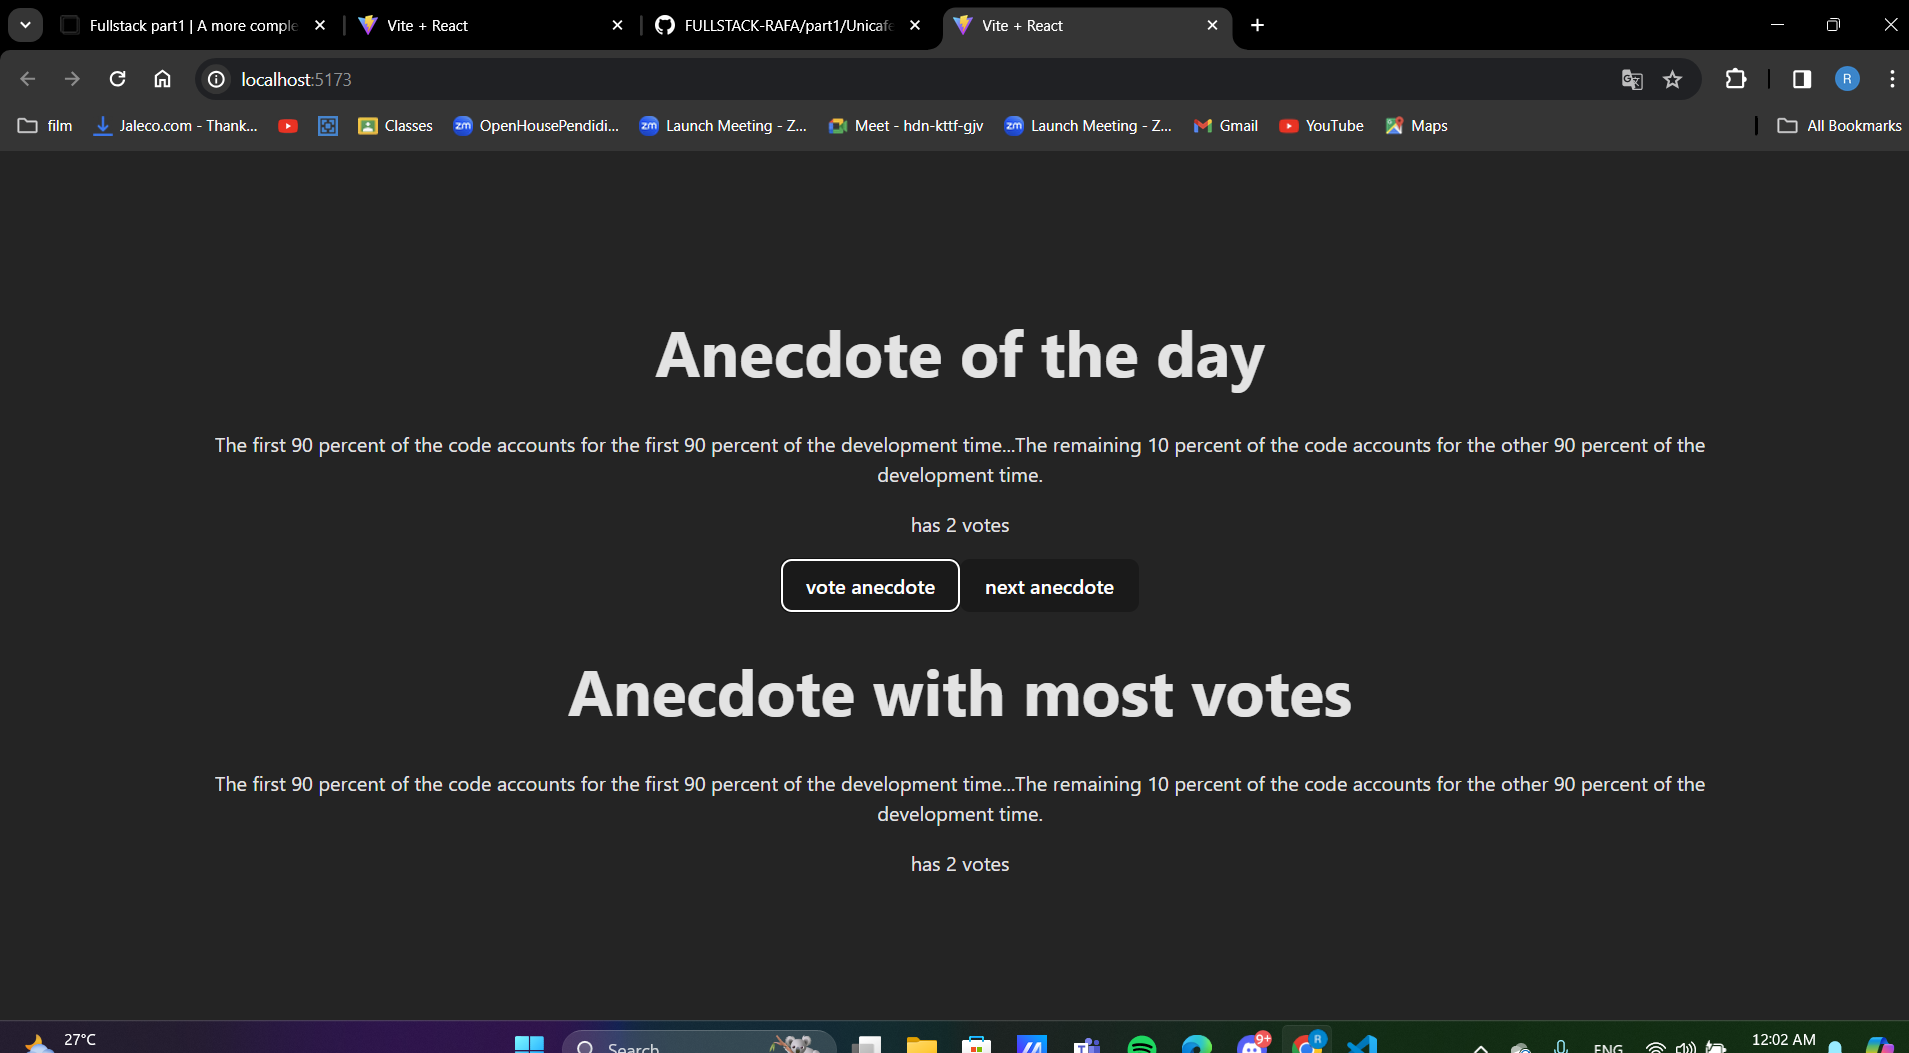 Fullstack part1 | A more comple
Vite + React
FULLSTACK-RAFA/part1/Unicafe
Vite + React
localhost:5173
R
film
Jaleco.com - Thank...
Classes
zm OpenHousePendidi...
zm Launch Meeting - Z...
Meet - hdn-kttf-gjv
zm Launch Meeting - Z...
Gmail
YouTube
Maps
All Bookmarks
Anecdote of the day
The first 90 percent of the code accounts for the first 90 percent of the development time...The remaining 10 percent of the code accounts for the other 90 percent of the
development time.
has 2 votes
vote anecdote
next anecdote
Anecdote with most votes
The first 90 percent of the code accounts for the first 90 percent of the development time...The remaining 10 percent of the code accounts for the other 90 percent of the
development time.
has 2 votes
27°C
Search
9+
R
ENG
12:02 AM